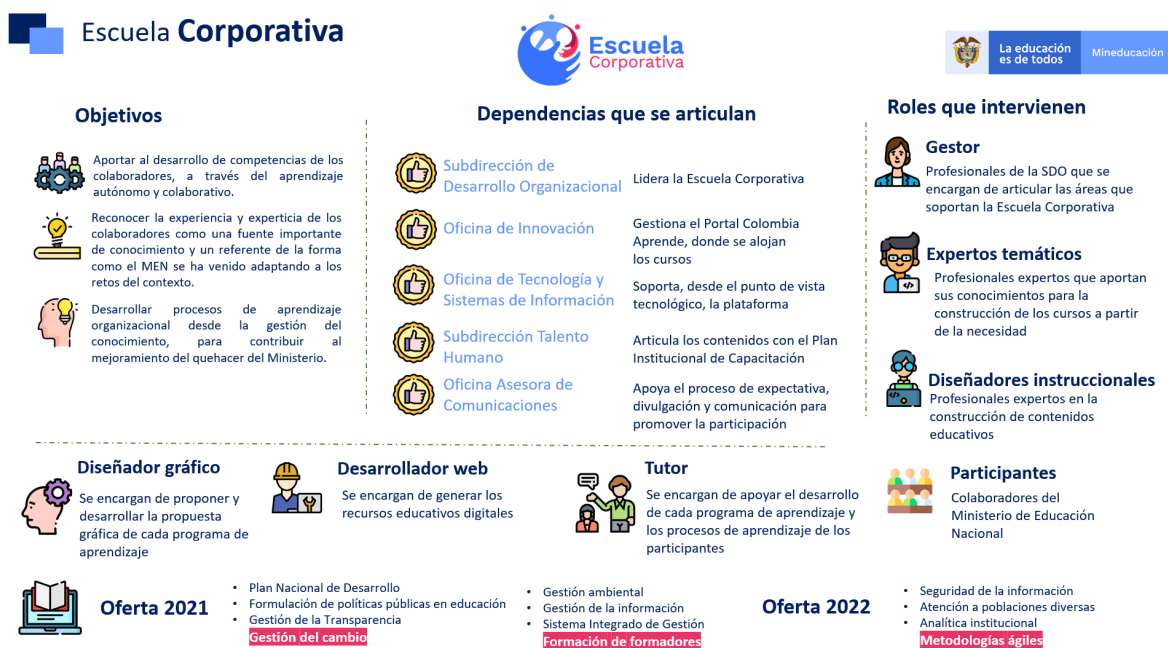 Escuela Corporativa
Escuela
Corporativa
La educación
es de todos
Mineducación
Objetivos
Aportar al desarrollo de competencias de los
colaboradores, a través del aprendizaje
autónomo y colaborativo.
Reconocer la experiencia y experticia de los
colaboradores como una fuente importante
de conocimiento y un referente de la forma
como el MEN se ha venido adaptando a los
retos del contexto.
Desarrollar procesos de aprendizaje
organizacional desde la gestión del
conocimiento, para contribuir al
mejoramiento del quehacer del Ministerio.
Dependencias que se articulan
Subdirección de
Desarrollo Organizacional
Lidera la Escuela Corporativa
Oficina de Innovación
Gestiona el Portal Colombia
Aprende, donde se alojan
los cursos
Oficina de Tecnología y
Sistemas de Información
Soporta, desde el punto de vista
tecnológico, la plataforma
Subdirección Talento
Humano
Articula los contenidos con el Plan
Institucional de Capacitación
Oficina Asesora de
Comunicaciones
Apoya el proceso de expectativa,
divulgación y comunicación para
promover la participación
Roles que intervienen
Gestor
Profesionales de la SDO que se
encargan de articular las áreas que
soportan la Escuela Corporativa
Expertos temáticos
Profesionales expertos que aportan
sus conocimientos para la
construcción de los cursos a partir
de la necesidad
Diseñadores instruccionales
Profesionales expertos en la
construcción de contenidos
educativos
Diseñador gráfico
Se encargan de proponer y
desarrollar la propuesta
gráfica de cada programa de
aprendizaje
Desarrollador web
Se encargan de generar los
recursos educativos digitales
Tutor
Se encargan de apoyar el desarrollo
de cada programa de aprendizaje y
los procesos de aprendizaje de los
participantes
Participantes
Colaboradores del
Ministerio de Educación
Nacional
Oferta 2021
• Plan Nacional de Desarrollo
• Formulación de políticas públicas en educación
• Gestión de la Transparencia
Gestión del cambio
• Gestión ambiental
• Gestión de la información
• Sistema Integrado de Gestión
Formación de formadores
Oferta 2022
• Seguridad de la información
• Atención a poblaciones diversas
• Analítica institucional
Metodologías ágiles